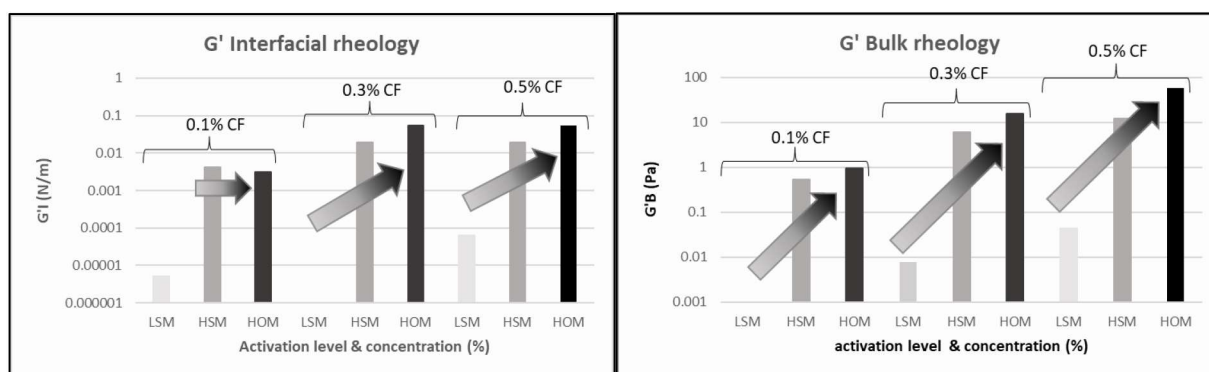 G' Interfacial rheology
0.1% CF
0.3% CF
0.5% CF
G'I (N/m)
1
0.1
0.01
0.001
0.0001
0.00001
0.000001
LSM HSM HOM LSM HSM HOM LSM HSM HOM
Activation level & concentration (%)
G' Bulk rheology
0.1% CF
0.3% CF
0.5% CF
G'B (Pa)
100
10
1
0.1
0.01
0.001
LSM HSM HOM LSM HSM HOM LSM HSM HOM
activation level & concentration (%)